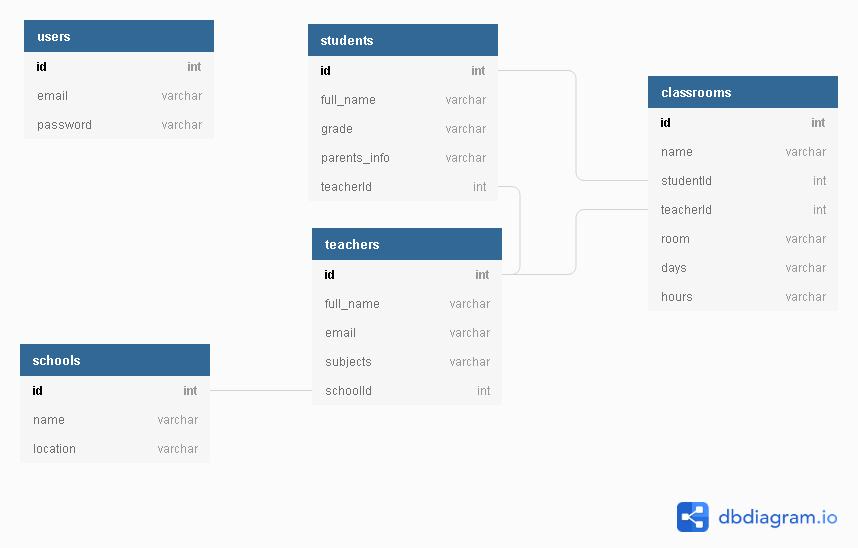 users
id int
email varchar
password varchar
students
id int
full_name varchar
grade varchar
parents_info varchar
teacherId int
classrooms
id int
name varchar
studentId int
teacherId int
room varchar
days varchar
hours varchar
teachers
id int
full_name varchar
email varchar
subjects varchar
schoolId int
schools
id int
name varchar
location varchar
dbdiagram.io